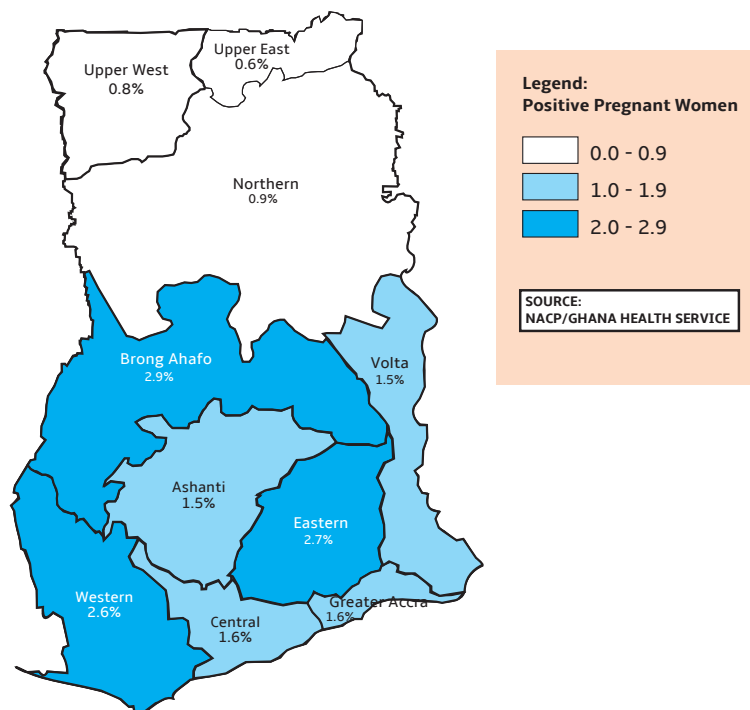 Upper East
0.6%
Upper West
0.8%
Northern
0.9%
Brong Ahafo
2.9%
Volta
1.5%
Ashanti
1.5%
Eastern
2.7%
Western
2.6%
Central
1.6%
Greater Accra
1.6%
Legend:
Positive Pregnant Women
0.0 - 0.9
1.0 - 1.9
2.0 - 2.9
SOURCE:
NACP/GHANA HEALTH SERVICE